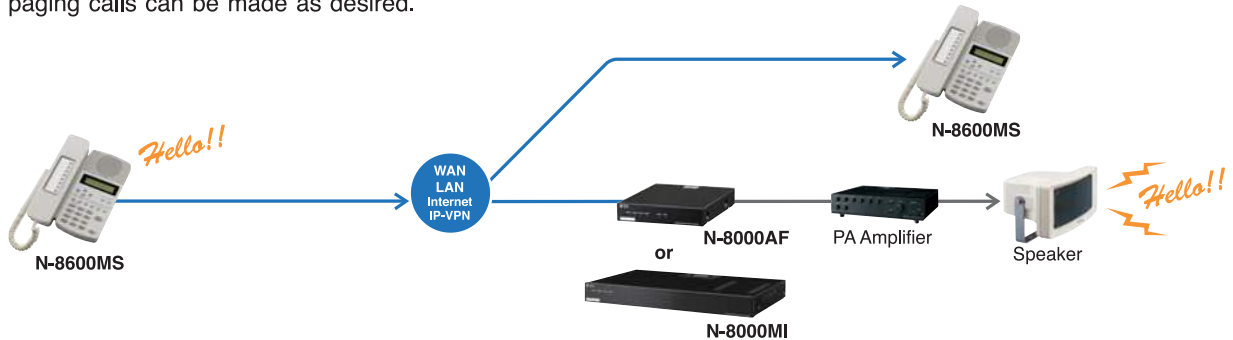 paging calls can be made as desired.
N-8600MS
Hello!!
WAN
LAN
Internet
IP-VPN
N-8600MS
N-8000AF
or
N-8000MI
PA Amplifier
Speaker
Hello!!